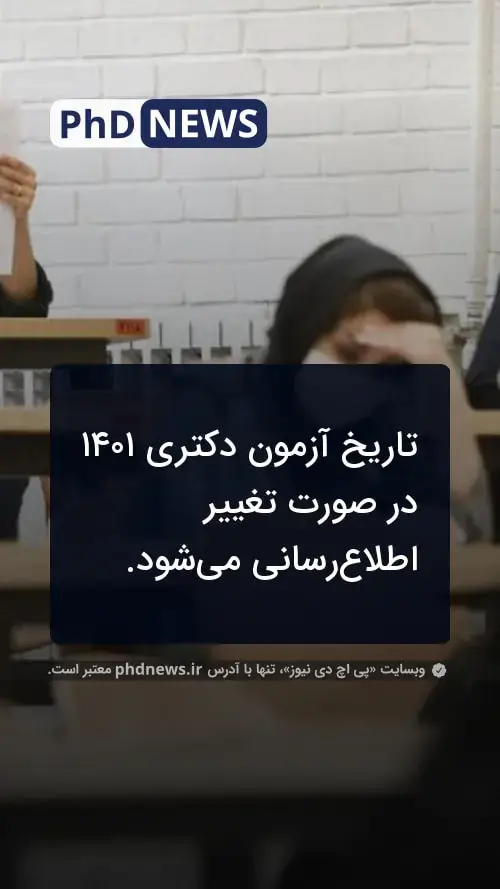 PhD NEWS
تاریخ آزمون دکتری ۱۴۰۱
در صورت تغییر
اطلاع‌رسانی می‌شود.
وبسایت «پی اچ دی نیوز»، تنها با آدرس phdnews.ir معتبر است.